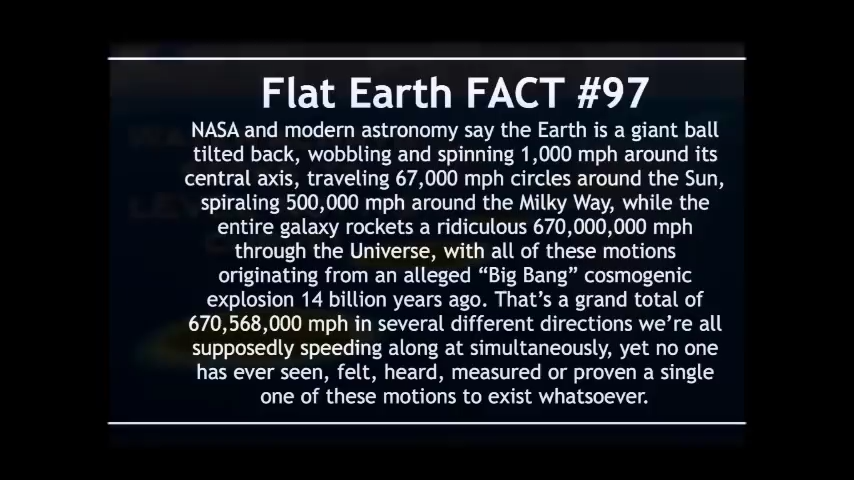 Flat Earth FACT #97
NASA and modern astronomy say the Earth is a giant ball
tilted back, wobbling and spinning 1,000 mph around its
central axis, traveling 67,000 mph circles around the Sun,
spiraling 500,000 mph around the Milky Way, while the
entire galaxy rockets a ridiculous 670,000,000 mph
through the Universe, with all of these motions
originating from an alleged “Big Bang” cosmogenic
explosion 14 billion years ago. That’s a grand total of
670,568,000 mph in several different directions we’re all
supposedly speeding along at simultaneously, yet no one
has ever seen, felt, heard, measured or proven a single
one of these motions to exist whatsoever.